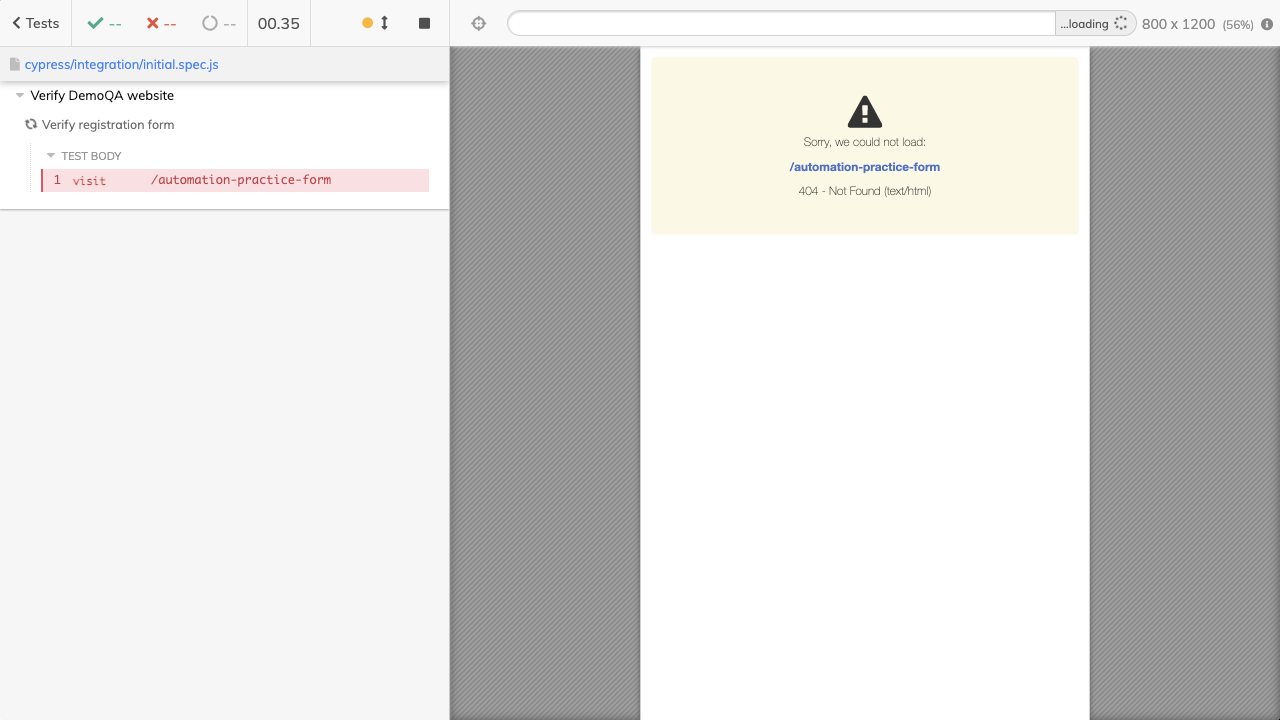 Tests
--
--
--
00.35
...loading
800 x 1200 (56%)
cypress/integration/initial.spec.js
Verify DemoQA website
Verify registration form
TEST BODY
1 visit /automation-practice-form
Sorry, we could not load:
/automation-practice-form
404 - Not Found (text/html)